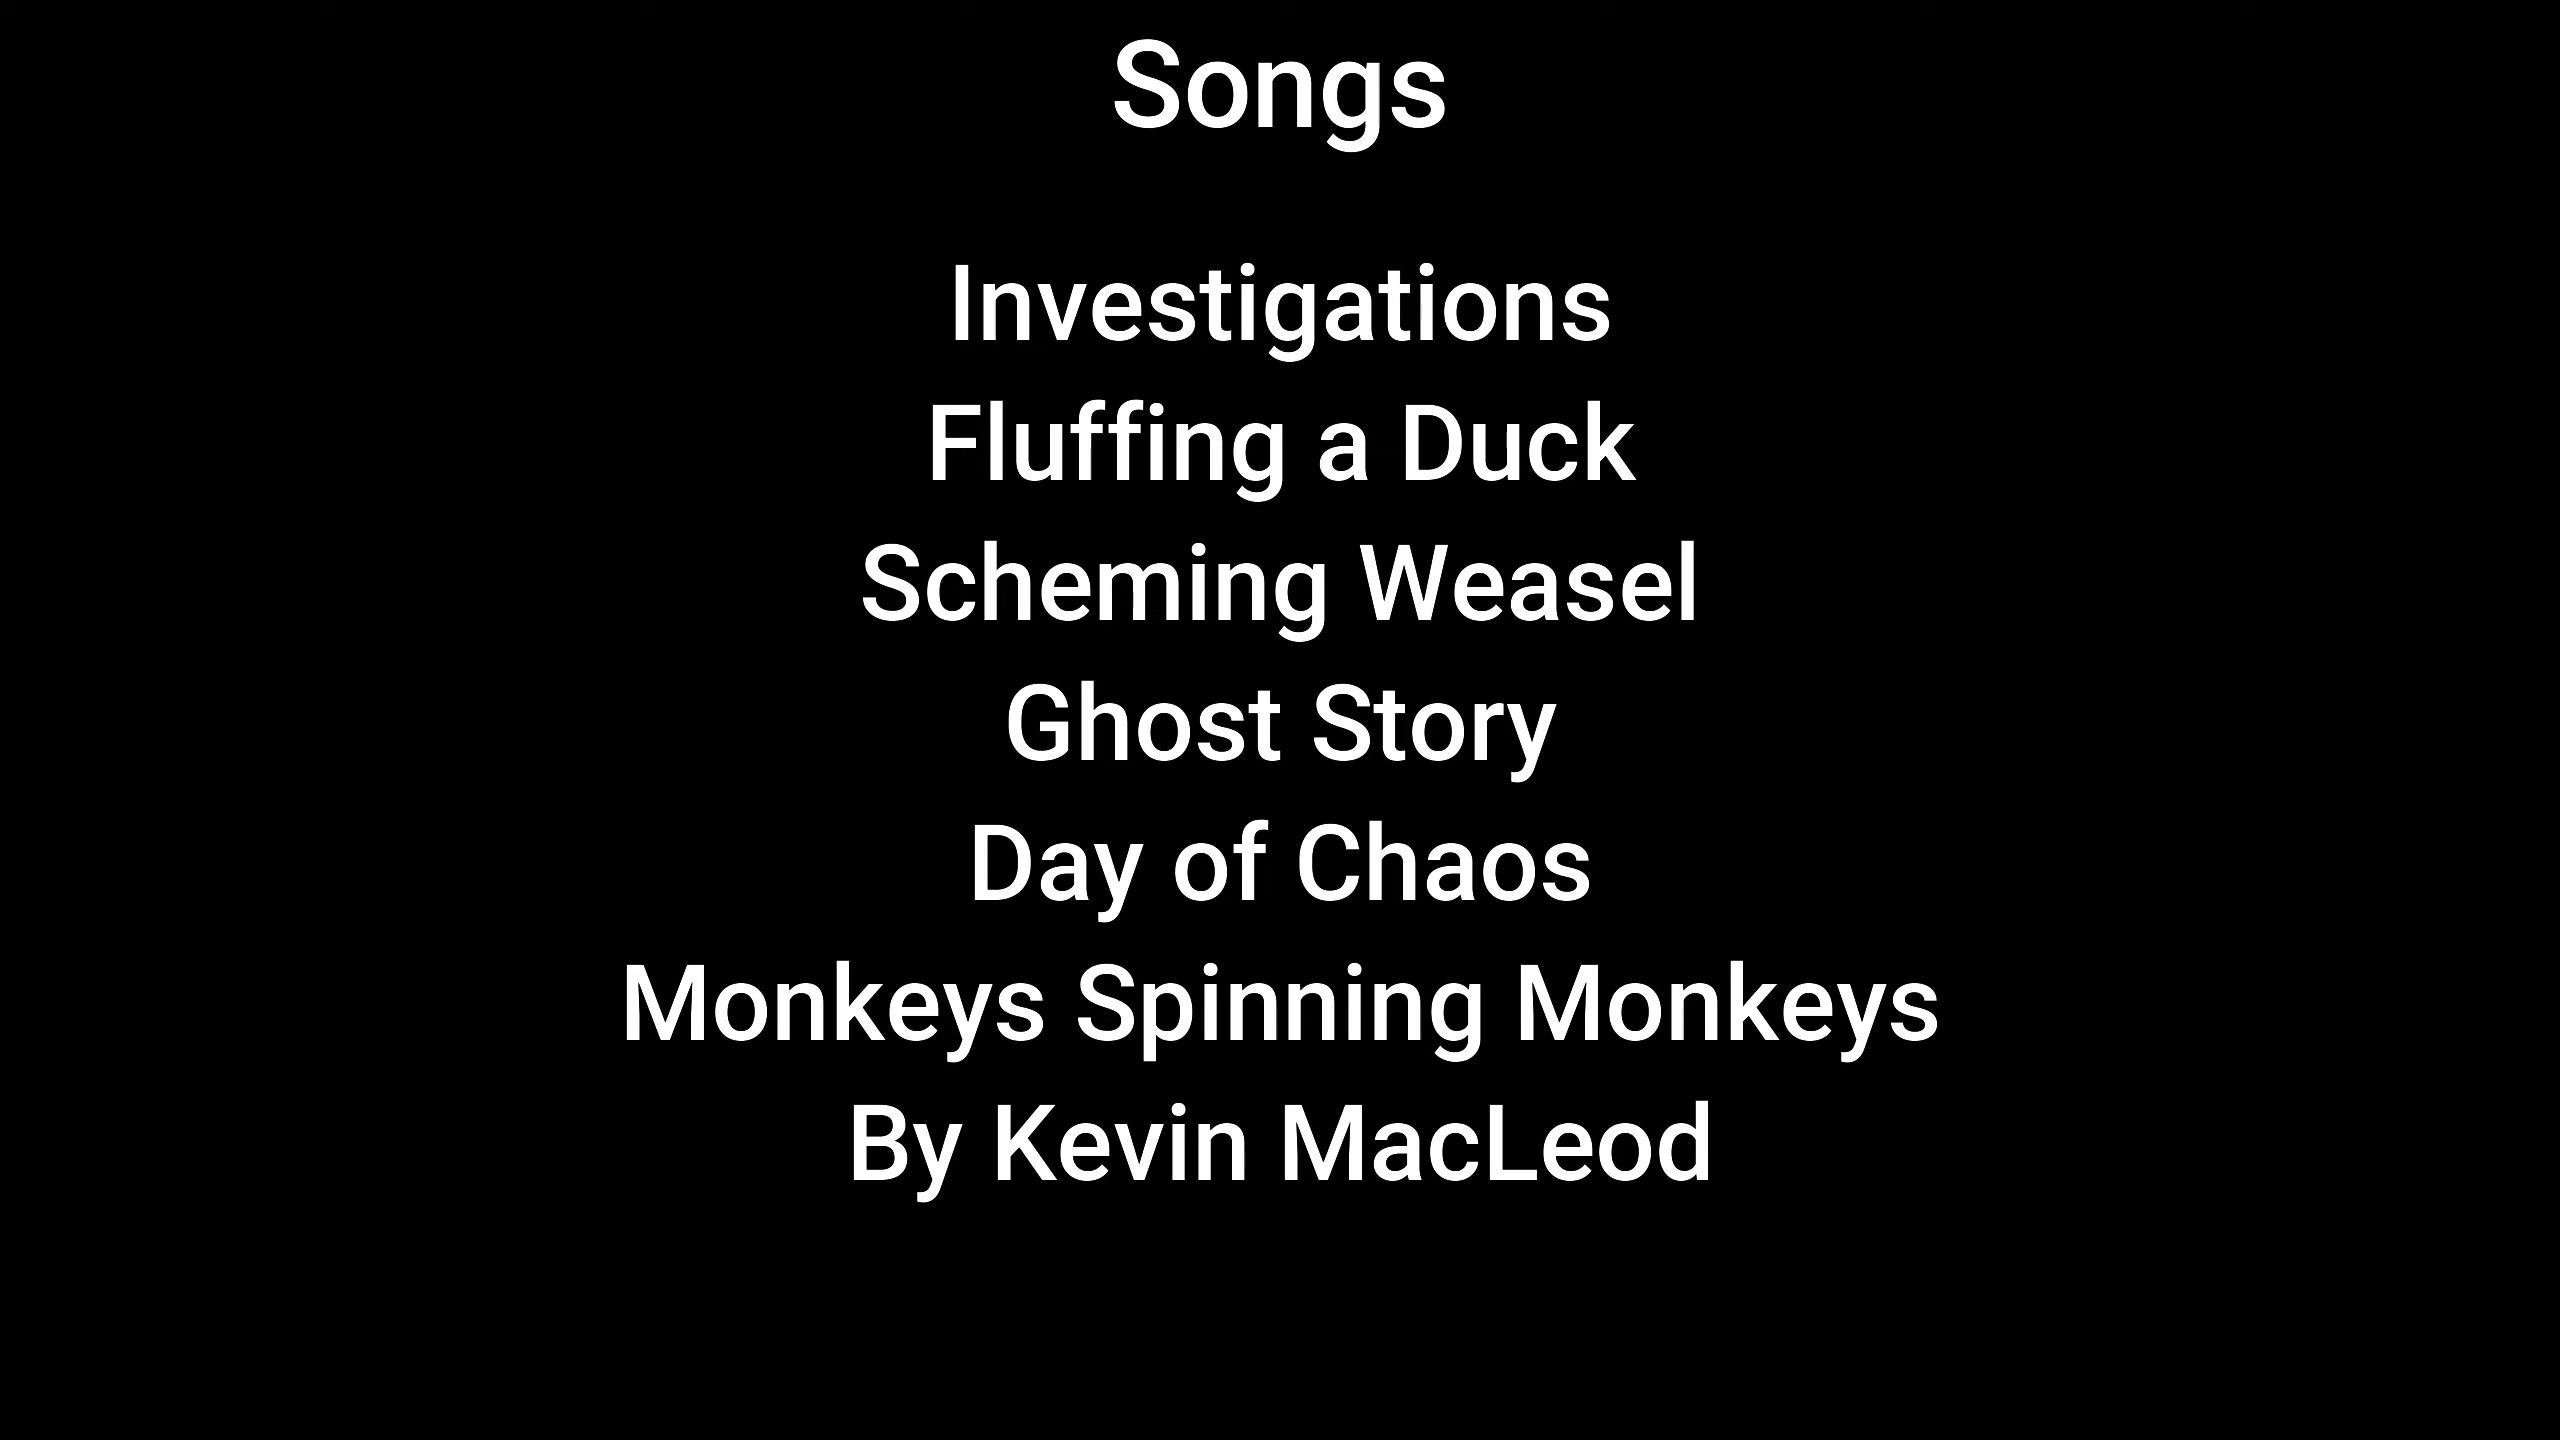 Songs
Investigations
Fluffing a Duck
Scheming Weasel
Ghost Story
Day of Chaos
Monkeys Spinning Monkeys
By Kevin MacLeod